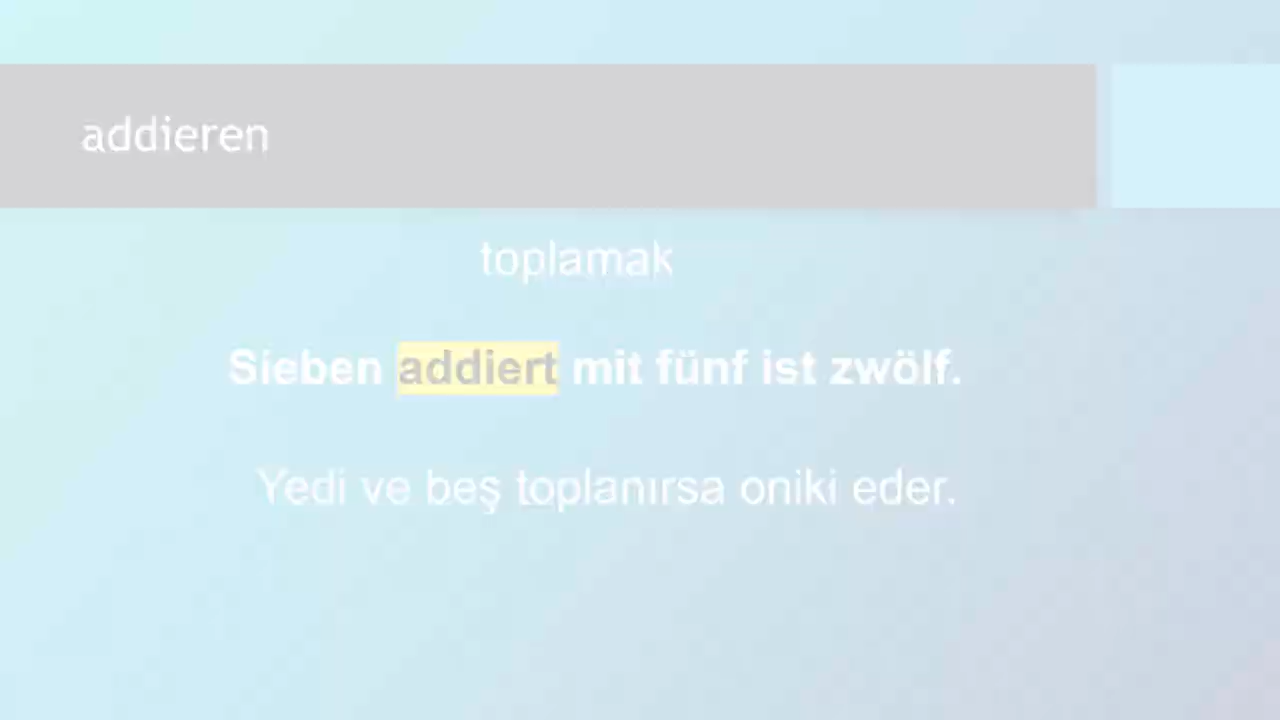 addieren
toplamak
Sieben addiert mit fünf ist zwölf.
Yedi ve beş toplanırsa oniki eder.